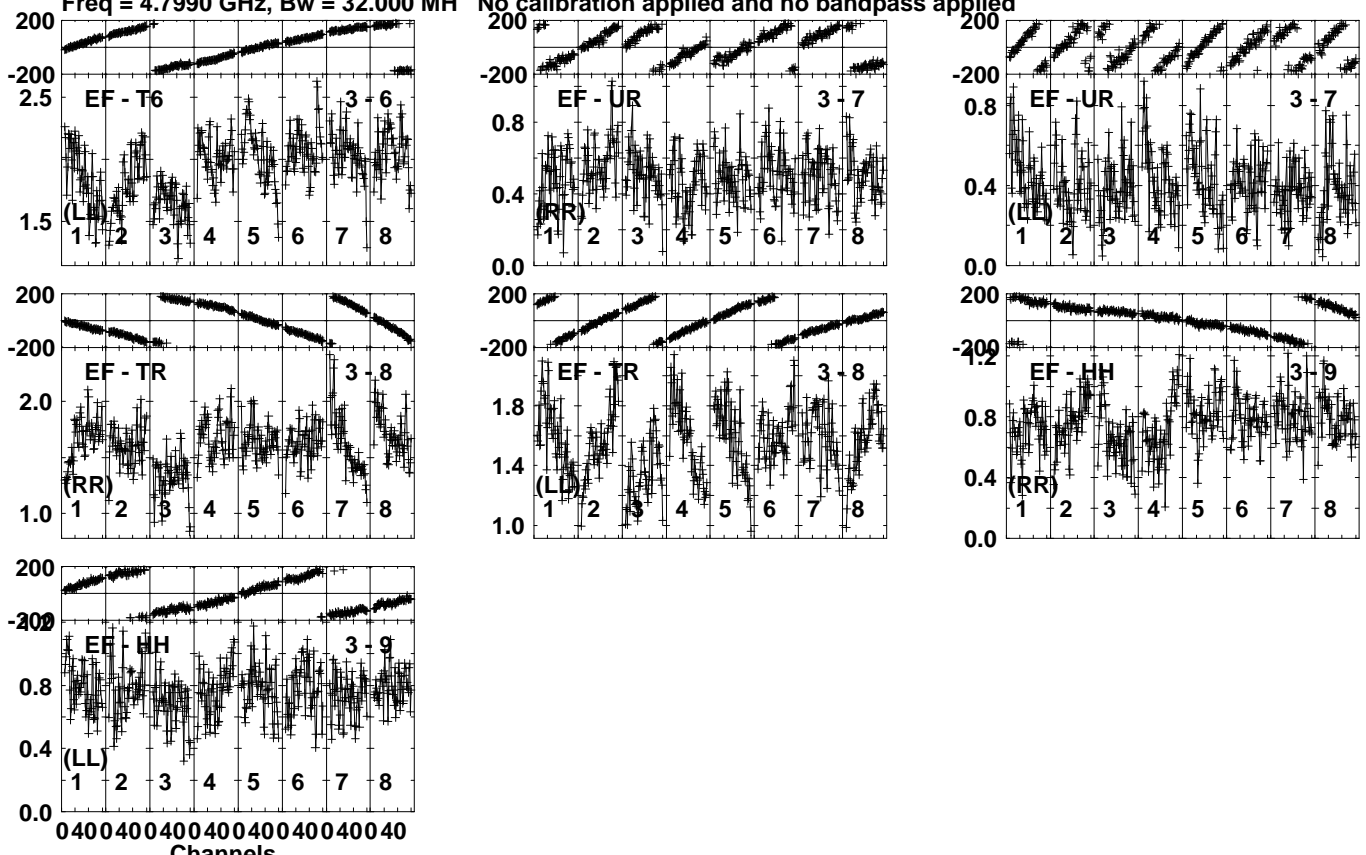 Freq = 4.7990 GHz, Bw = 32.000 MH No calibration applied and no bandpass applied
200
-200
2.5
1.5
EF - T6
3 - 6
(LL)
1 2 3 4 5 6 7 8
200
-200
0.8
0.4
0.0
EF - UR
3 - 7
(RR)
1 2 3 4 5 6 7 8
200
-200
0.8
0.4
0.0
EF - UR
3 - 7
(LL)
1 2 3 4 5 6 7 8
200
-200
2.0
1.0
EF - TR
3 - 8
(RR)
1 2 3 4 5 6 7 8
200
-200
1.8
1.4
1.0
EF - TR
3 - 8
(LL)
1 2 3 4 5 6 7 8
200
-200
1.2
0.8
0.4
0.0
EF - HH
3 - 9
(RR)
1 2 3 4 5 6 7 8
200
-200
1.2
0.8
0.4
0.0
EF - HH
3 - 9
(LL)
1 2 3 4 5 6 7 8
0 40 0 40 0 40 0 40 0 40 0 40 0 40 0 40
Channels